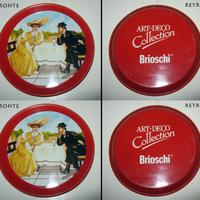 RONTE
RETR
ART-DECO
Collection
Brioschi
RONTE
RETR
ART-DECO
Collection
Brioschi